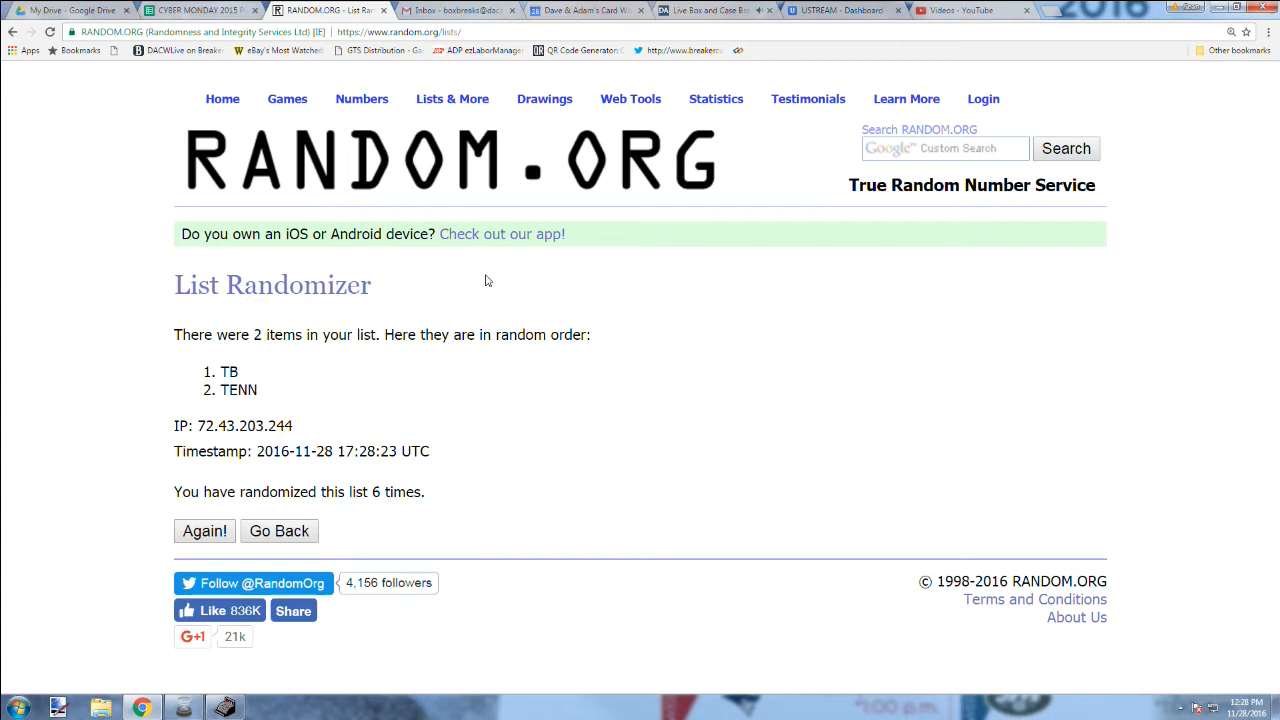 My Drive - Google Drive
CYBER MONDAY 2015 R
RANDOM.ORG - List Ran
Inbox - boxbreaks@dac
Dave & Adam's Card Wo
Live Box and Case Bre
USTREAM - Dashboard
Videos - YouTube
Sean
RANDOM.ORG (Randomness and Integrity Services Ltd) [IE]
https://www.random.org/lists/
Apps
Bookmarks
DACWLive on Breaker
eBay's Most Watched
GTS Distribution - Ga
ADP ezLaborManager
QR Code Generator:
http://www.breakercu
Other bookmarks
Home Games Numbers Lists & More Drawings Web Tools Statistics Testimonials Learn More Login
RANDOM.ORG
Search RANDOM.ORG
Google™ Custom Search
Search
True Random Number Service
Do you own an iOS or Android device? Check out our app!
List Randomizer
There were 2 items in your list. Here they are in random order:
1. TB
2. TENN
IP: 72.43.203.244
Timestamp: 2016-11-28 17:28:23 UTC
You have randomized this list 6 times.
Again! Go Back
Follow @RandomOrg 4,156 followers
Like 836K Share
G+1 21k
© 1998-2016 RANDOM.ORG
Terms and Conditions
About Us
12:28 PM
11/28/2016